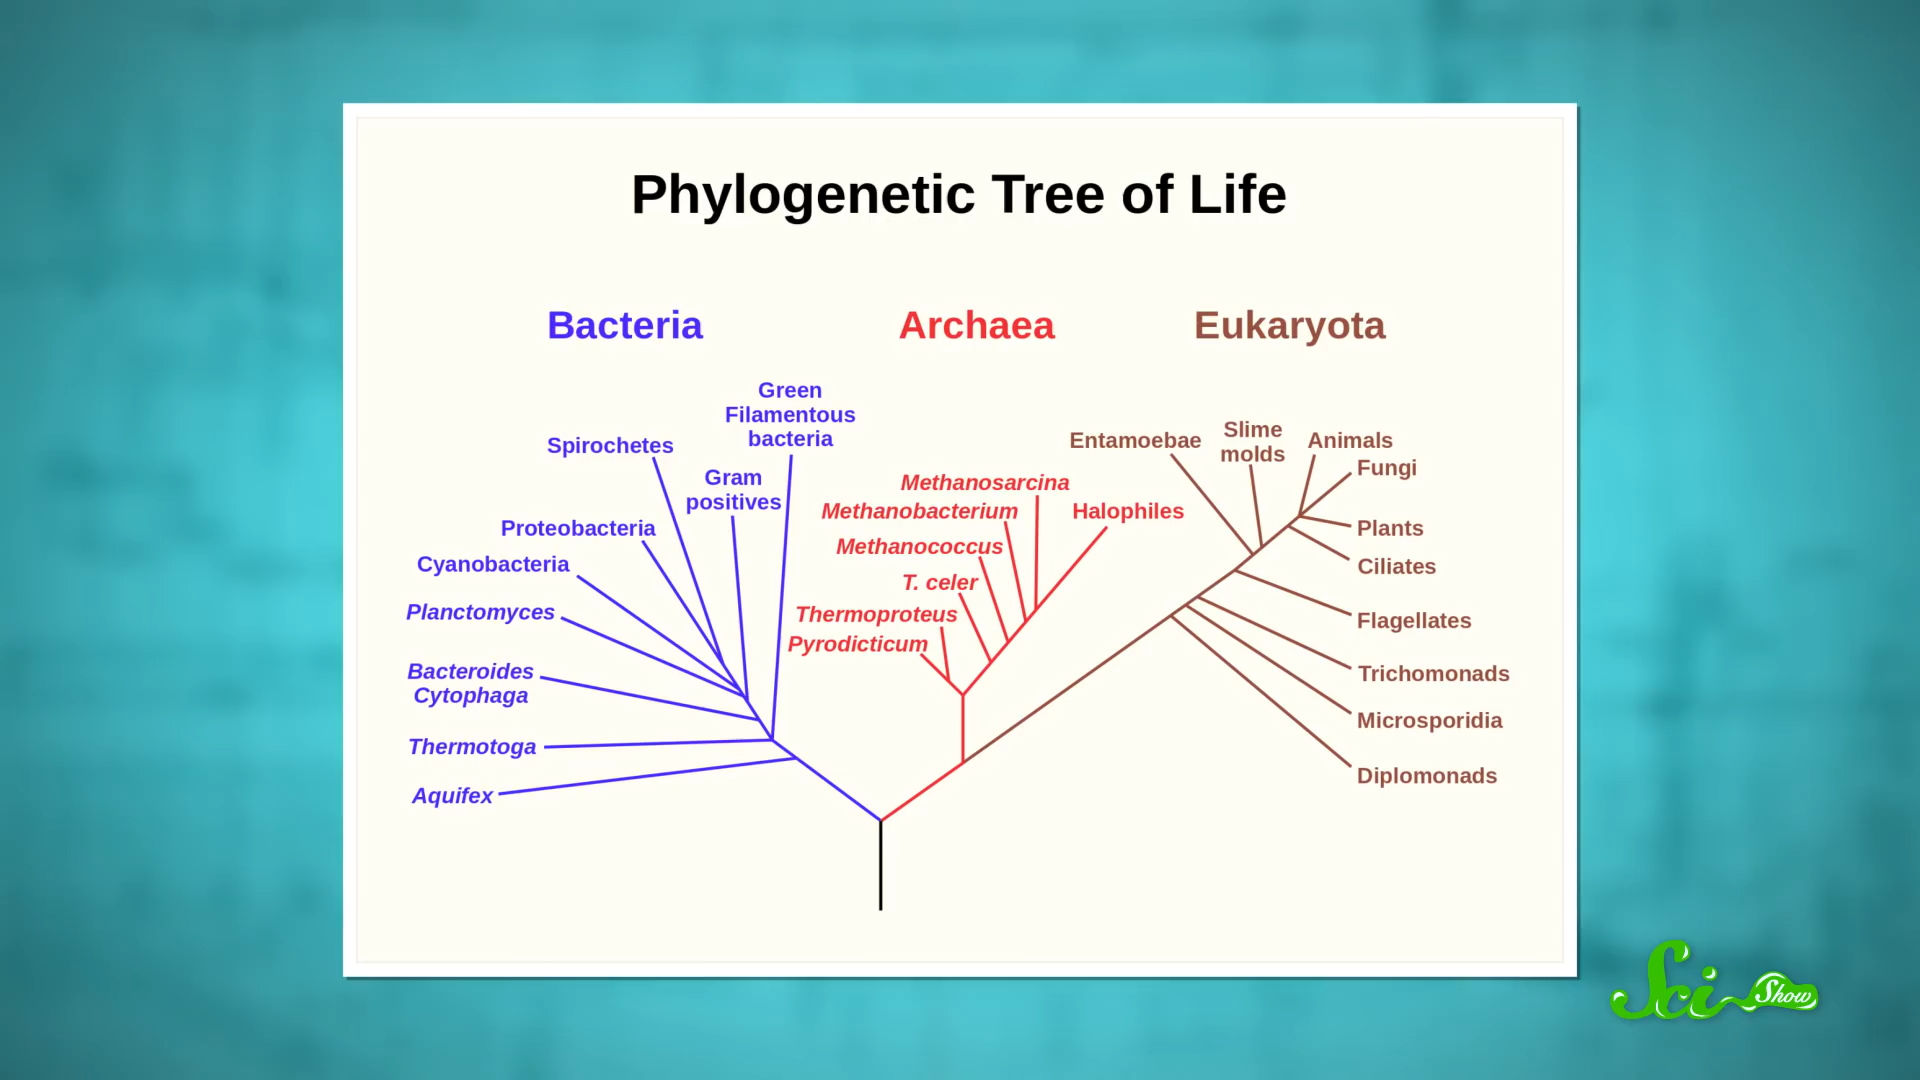 Phylogenetic Tree of Life
Bacteria
Archaea
Eukaryota
Green
Filamentous
bacteria
Spirochetes
Gram
positives
Proteobacteria
Cyanobacteria
Planctomyces
Bacteroides
Cytophaga
Thermotoga
Aquifex
Methanosarcina
Methanobacterium
Halophiles
Methanococcus
T. celer
Thermoproteus
Pyrodicticum
Entamoebae
Slime
molds
Animals
Fungi
Plants
Ciliates
Flagellates
Trichomonads
Microsporidia
Diplomonads
Sci Show